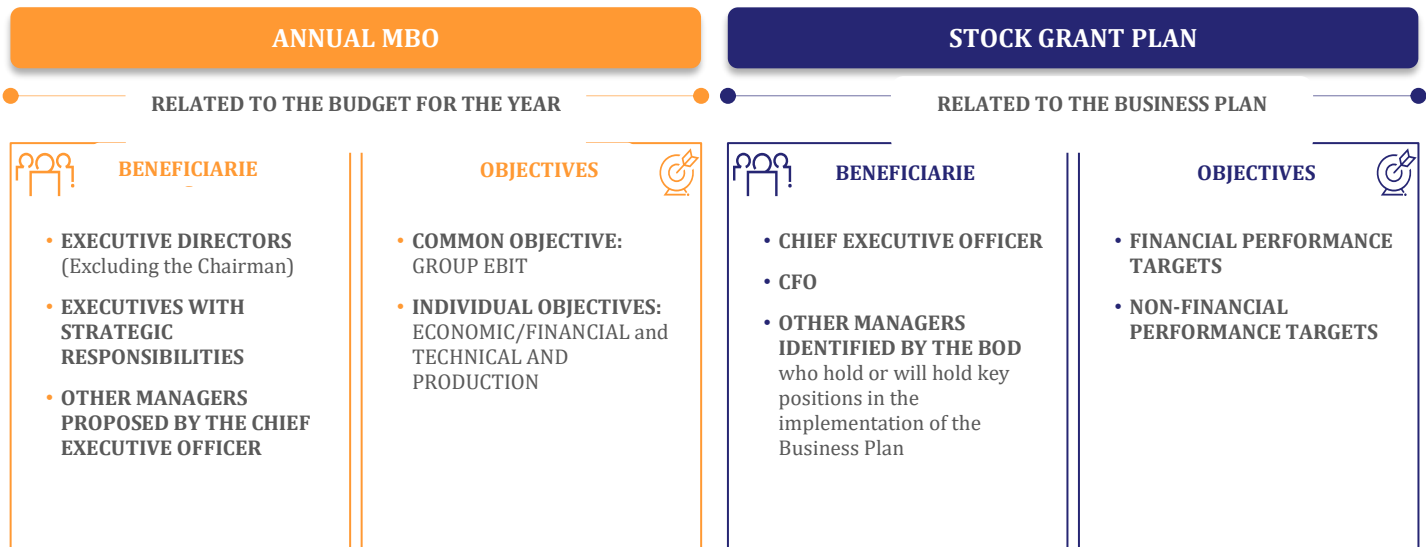 ANNUAL MBO
RELATED TO THE BUDGET FOR THE YEAR
BENEFICIARIE
• EXECUTIVE DIRECTORS
(Excluding the Chairman)
• EXECUTIVES WITH
STRATEGIC
RESPONSIBILITIES
• OTHER MANAGERS
PROPOSED BY THE CHIEF
EXECUTIVE OFFICER
OBJECTIVES
• COMMON OBJECTIVE:
GROUP EBIT
• INDIVIDUAL OBJECTIVES:
ECONOMIC/FINANCIAL and
TECHNICAL AND
PRODUCTION
STOCK GRANT PLAN
RELATED TO THE BUSINESS PLAN
BENEFICIARIE
• CHIEF EXECUTIVE OFFICER
• CFO
• OTHER MANAGERS
IDENTIFIED BY THE BOD
who hold or will hold key
positions in the
implementation of the
Business Plan
OBJECTIVES
• FINANCIAL PERFORMANCE
TARGETS
• NON-FINANCIAL
PERFORMANCE TARGETS